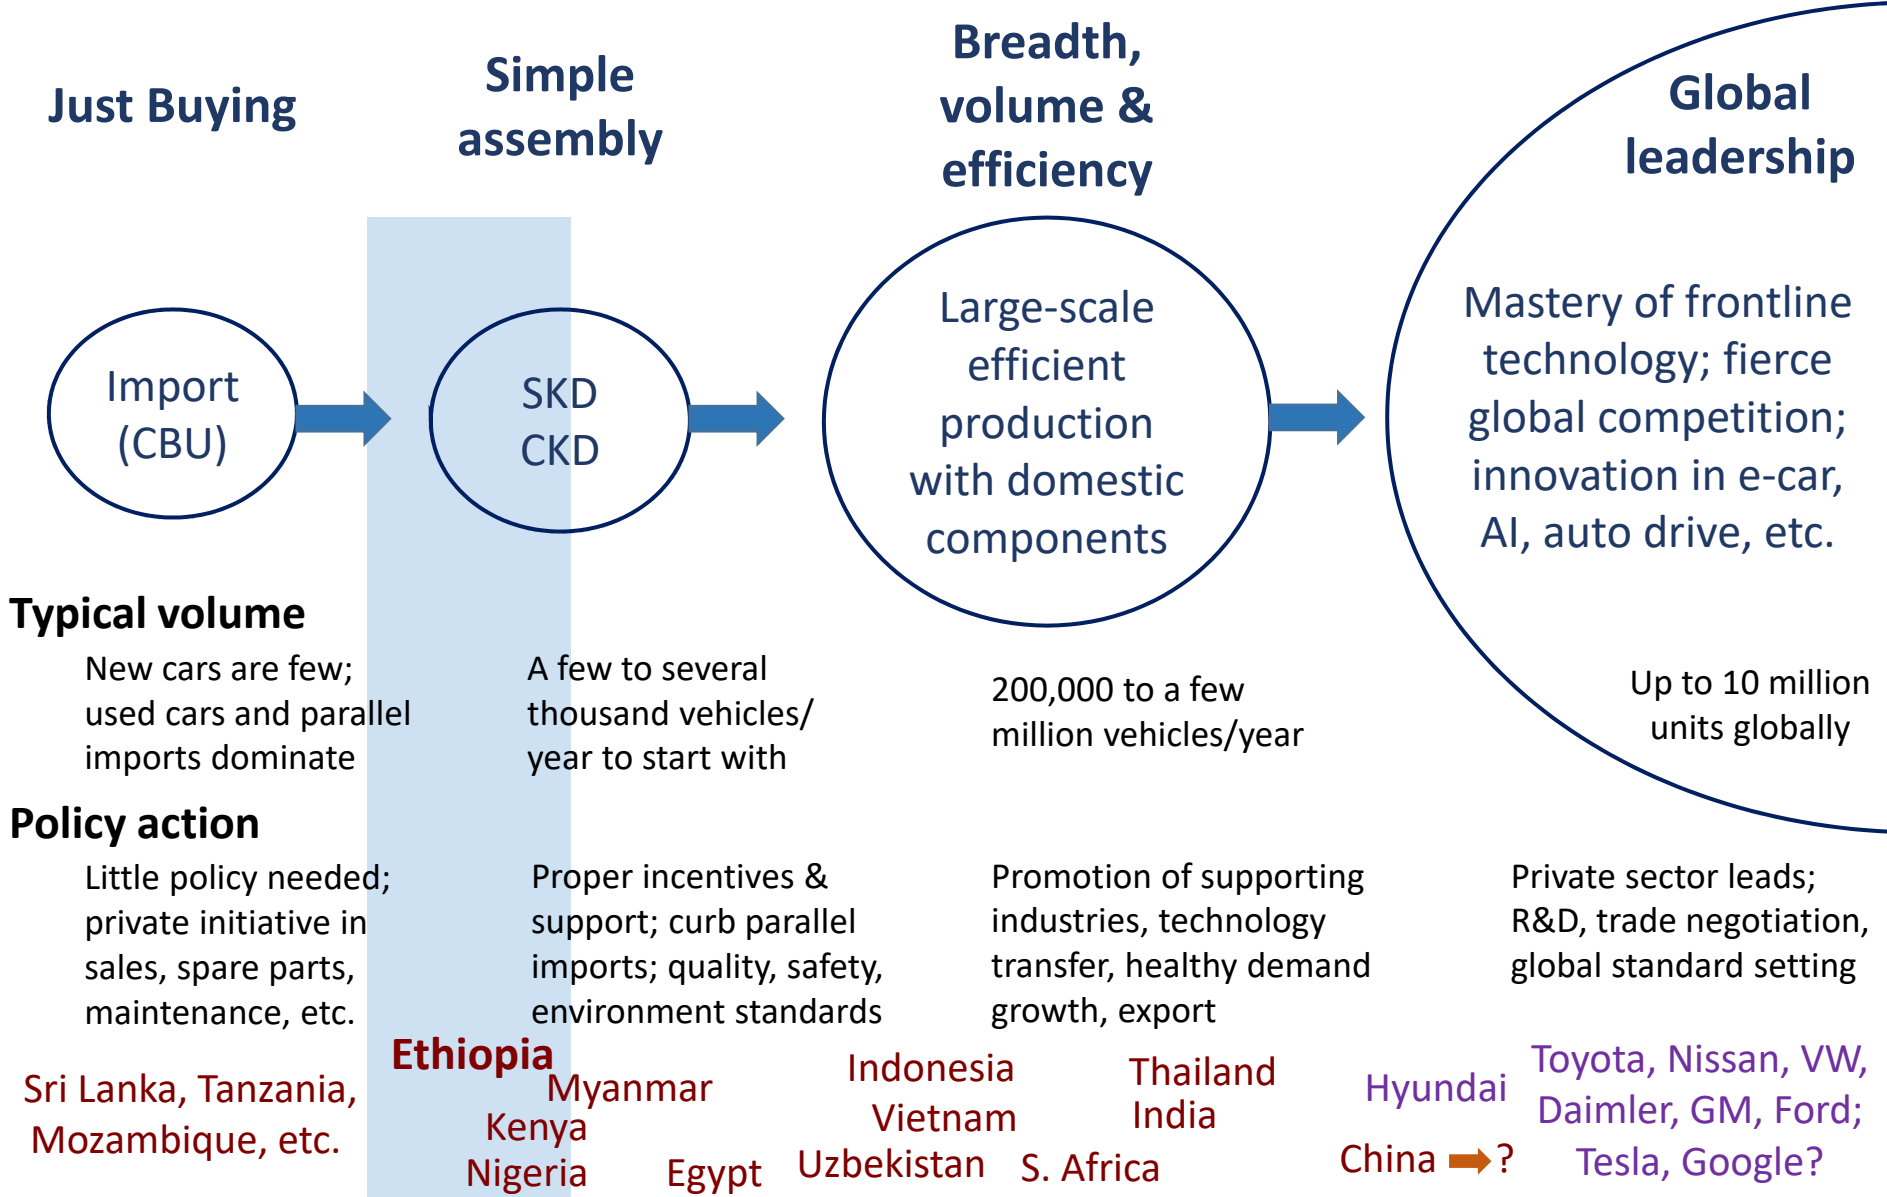 Just Buying
Simple
assembly
Breadth,
volume &
efficiency
Global
leadership
Import
(CBU)
SKD
CKD
Large-scale
efficient
production
with domestic
components
Mastery of frontline
technology; fierce
global competition;
innovation in e-car,
AI, auto drive, etc.
Typical volume
New cars are few;
used cars and parallel
imports dominate
A few to several
thousand vehicles/
year to start with
200,000 to a few
million vehicles/year
Up to 10 million
units globally
Policy action
Little policy needed;
private initiative in
sales, spare parts,
maintenance, etc.
Proper incentives &
support; curb parallel
imports; quality, safety,
environment standards
Promotion of supporting
industries, technology
transfer, healthy demand
growth, export
Private sector leads;
R&D, trade negotiation,
global standard setting
Sri Lanka, Tanzania,
Mozambique, etc.
Ethiopia
Myanmar
Kenya
Nigeria
Egypt
Indonesia
Vietnam
Uzbekistan
S. Africa
Thailand
India
Hyundai
China ?
Toyota, Nissan, VW,
Daimler, GM, Ford;
Tesla, Google?